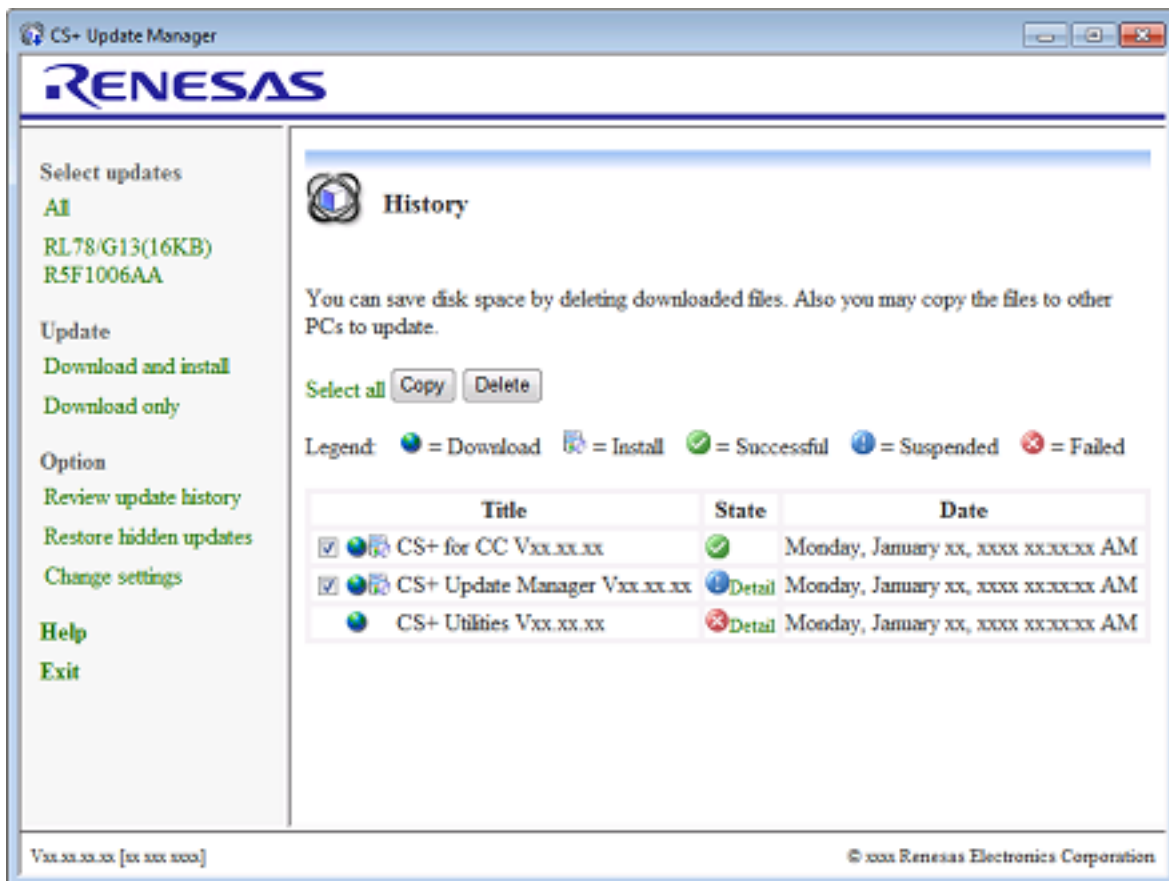 CS+ Update Manager
RENESAS
Select updates
All
RL78/G13(16KB)
R5F1006AA
Update
Download and install
Download only
Option
Review update history
Restore hidden updates
Change settings
Help
Exit
History
You can save disk space by deleting downloaded files. Also you may copy the files to other
PCs to update.
Select all Copy Delete
Legend: = Download = Install = Successful = Suspended = Failed
Title State Date
CS+ for CC Vxx.xx.xx Monday, January xx, xxxx xx:xx:xx AM
CS+ Update Manager Vxx.xx.xx Detail Monday, January xx, xxxx xx:xx:xx AM
CS+ Utilities Vxx.xx.xx Detail Monday, January xx, xxxx xx:xx:xx AM
Vxx.xx.xx.xx [xx xxx xxxx] © xxxx Renesas Electronics Corporation